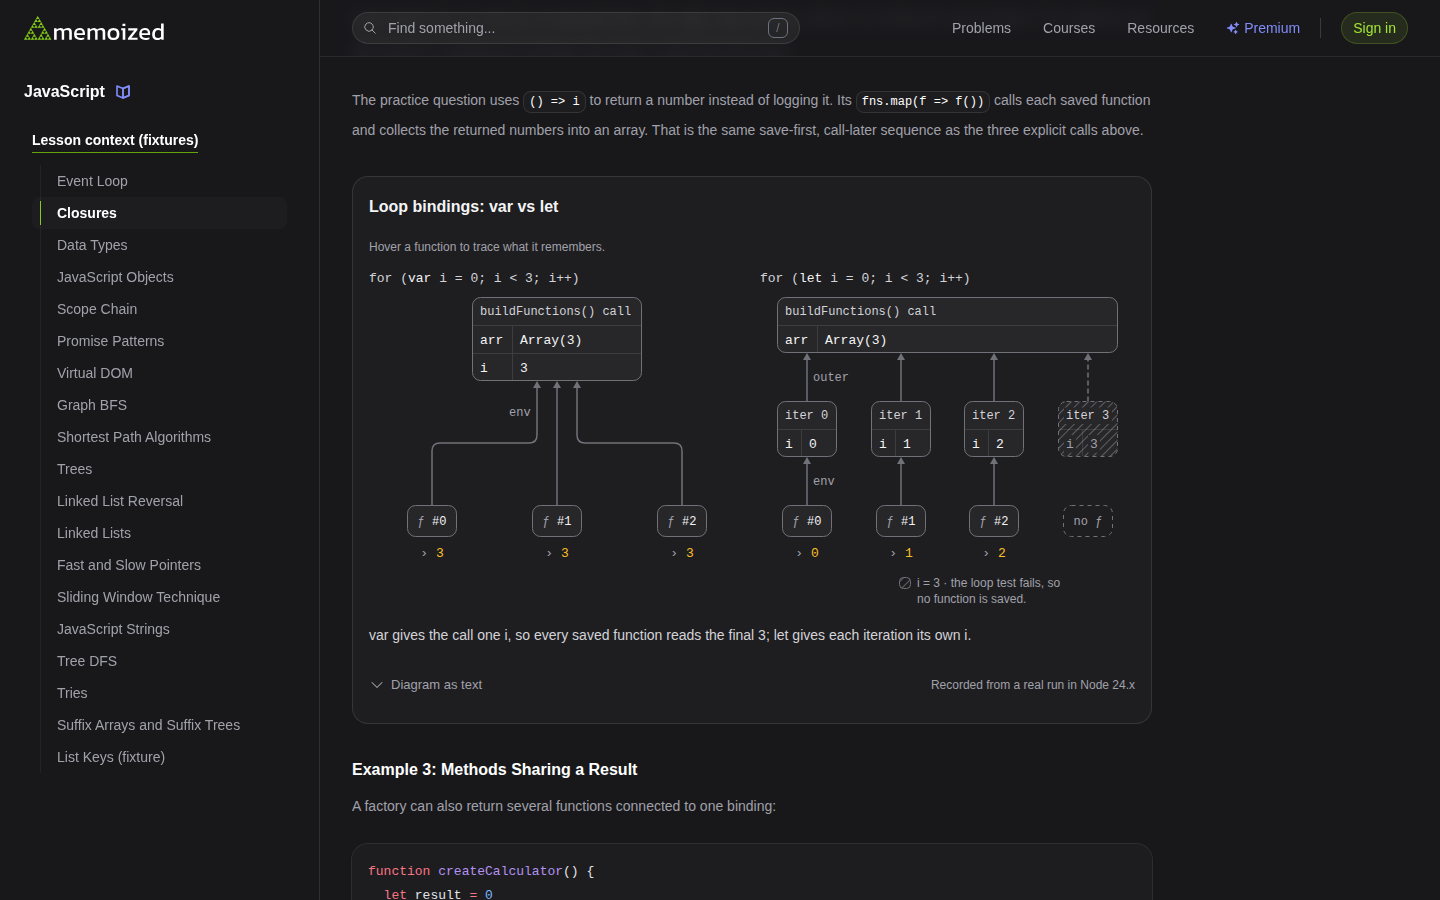 memoized
Find something...
/
Problems
Courses
Resources
Premium
Sign in
JavaScript
Lesson context (fixtures)
Event Loop
Closures
Data Types
JavaScript Objects
Scope Chain
Promise Patterns
Virtual DOM
Graph BFS
Shortest Path Algorithms
Trees
Linked List Reversal
Linked Lists
Fast and Slow Pointers
Sliding Window Technique
JavaScript Strings
Tree DFS
Tries
Suffix Arrays and Suffix Trees
List Keys (fixture)
The practice question uses () => i to return a number instead of logging it. Its fns.map(f => f()) calls each saved function
and collects the returned numbers into an array. That is the same save-first, call-later sequence as the three explicit calls above.
Loop bindings: var vs let
Hover a function to trace what it remembers.
for (var i = 0; i < 3; i++)
buildFunctions() call
arr Array(3)
i 3
env
ƒ #0 ƒ #1 ƒ #2
› 3 › 3 › 3
for (let i = 0; i < 3; i++)
buildFunctions() call
arr Array(3)
outer
iter 0 iter 1 iter 2 iter 3
i 0 i 1 i 2 i 3
env
ƒ #0 ƒ #1 ƒ #2 no ƒ
› 0 › 1 › 2
i = 3 · the loop test fails, so
no function is saved.
var gives the call one i, so every saved function reads the final 3; let gives each iteration its own i.
Diagram as text
Recorded from a real run in Node 24.x
Example 3: Methods Sharing a Result
A factory can also return several functions connected to one binding:
function createCalculator() {
let result = 0